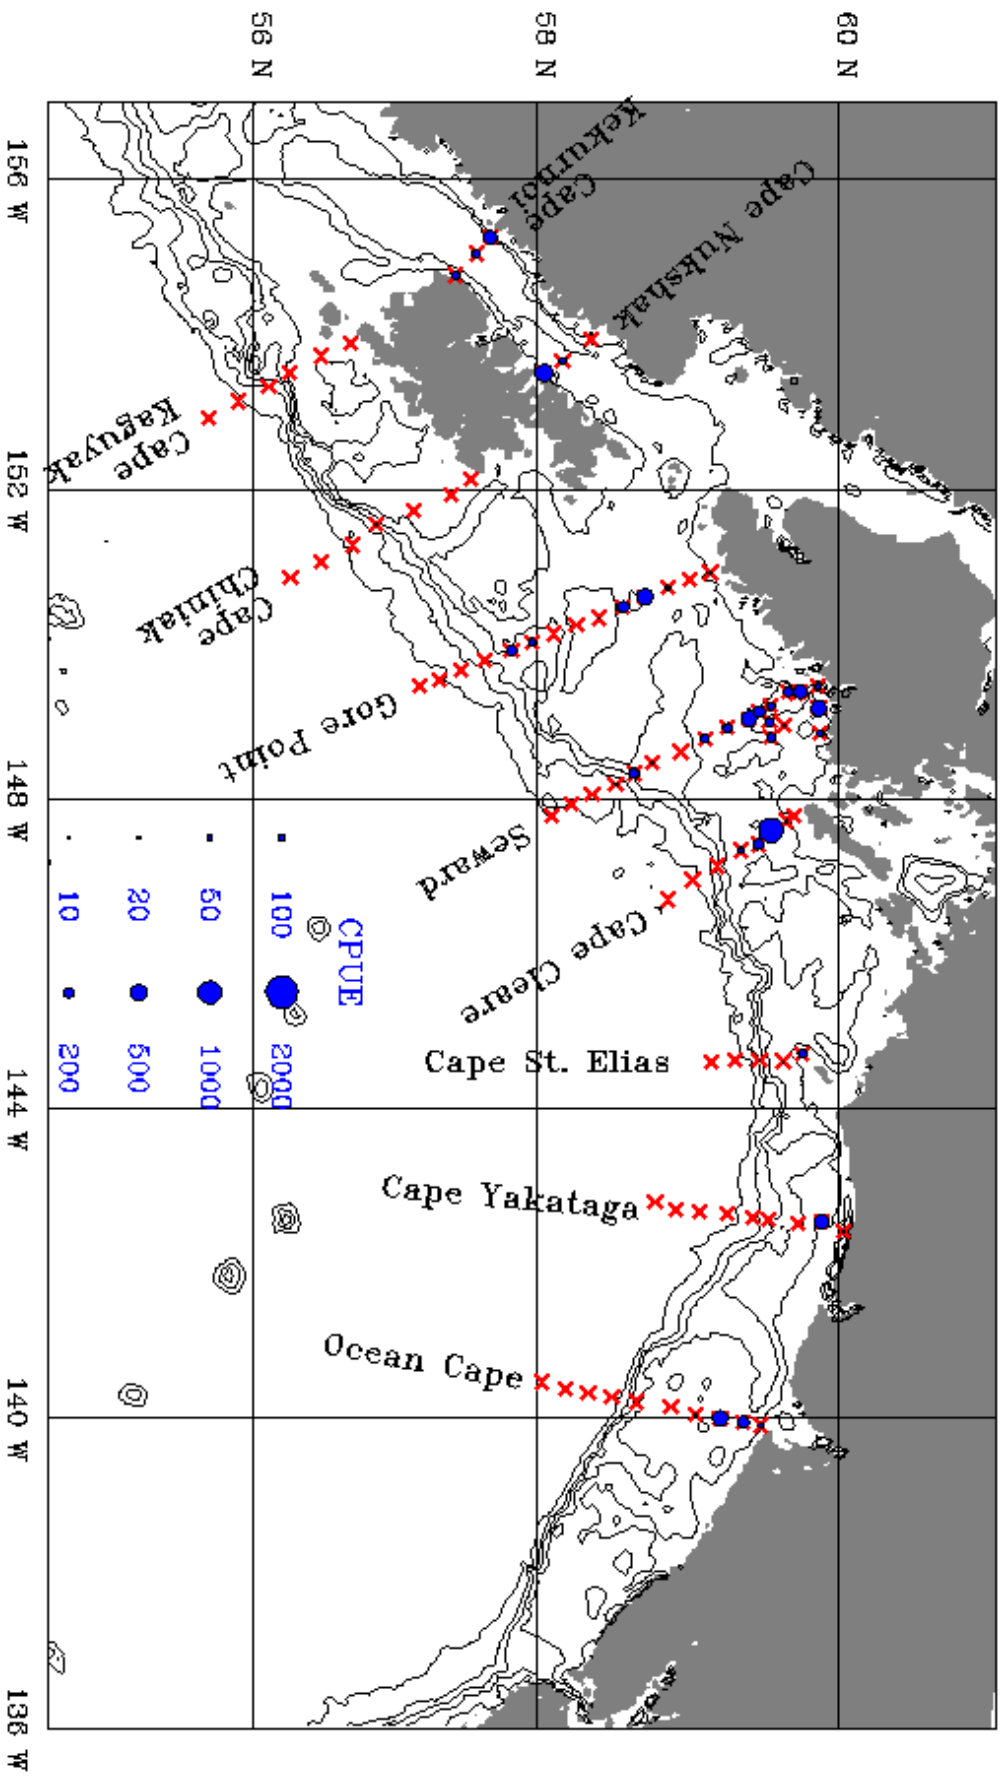 60 N
58 N
56 N
Cape
Kekurnoi
Cape Nukshak
Cape
Kaguyak
Cape
Chiniak
Gore Point
Seward
Cape Cleare
Cape St. Elias
Cape Yakataga
Ocean Cape
CPUE
100
2000
50
1000
20
500
10
200
156 W
152 W
148 W
144 W
140 W
136 W